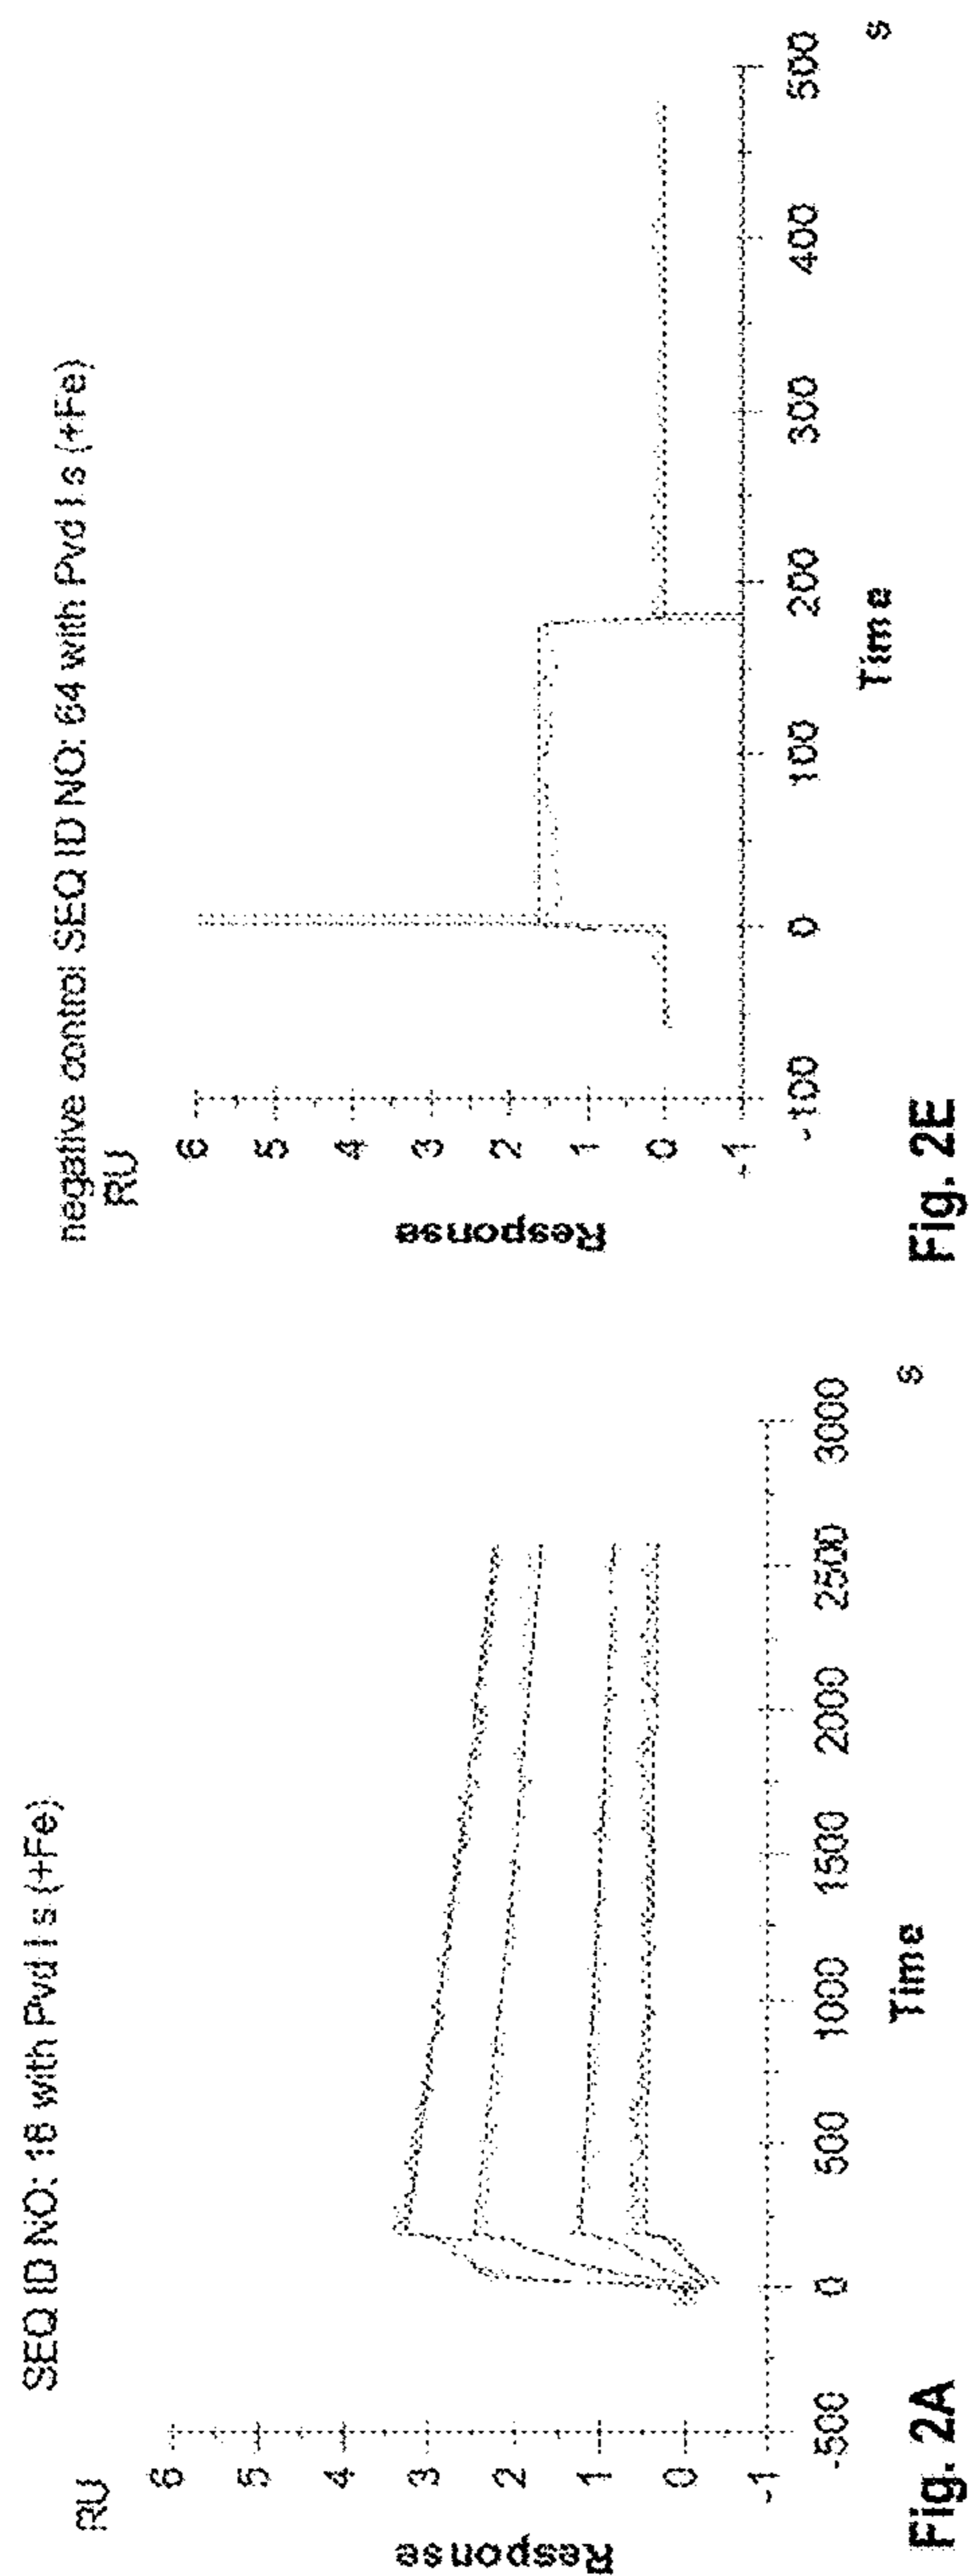 SEQ ID NO: 18 with Pvd I s (+Fe)
RU
6
5
4
3
2
1
0
-1
Response
-500 0 500 1000 1500 2000 2500 3000
s
Time
Fig. 2A
negative control SEQ ID NO: 64 with Pvd I s (+Fe)
RU
6
5
4
3
2
1
0
-1
Response
-100 0 100 200 300 400 500
s
Time
Fig. 2E